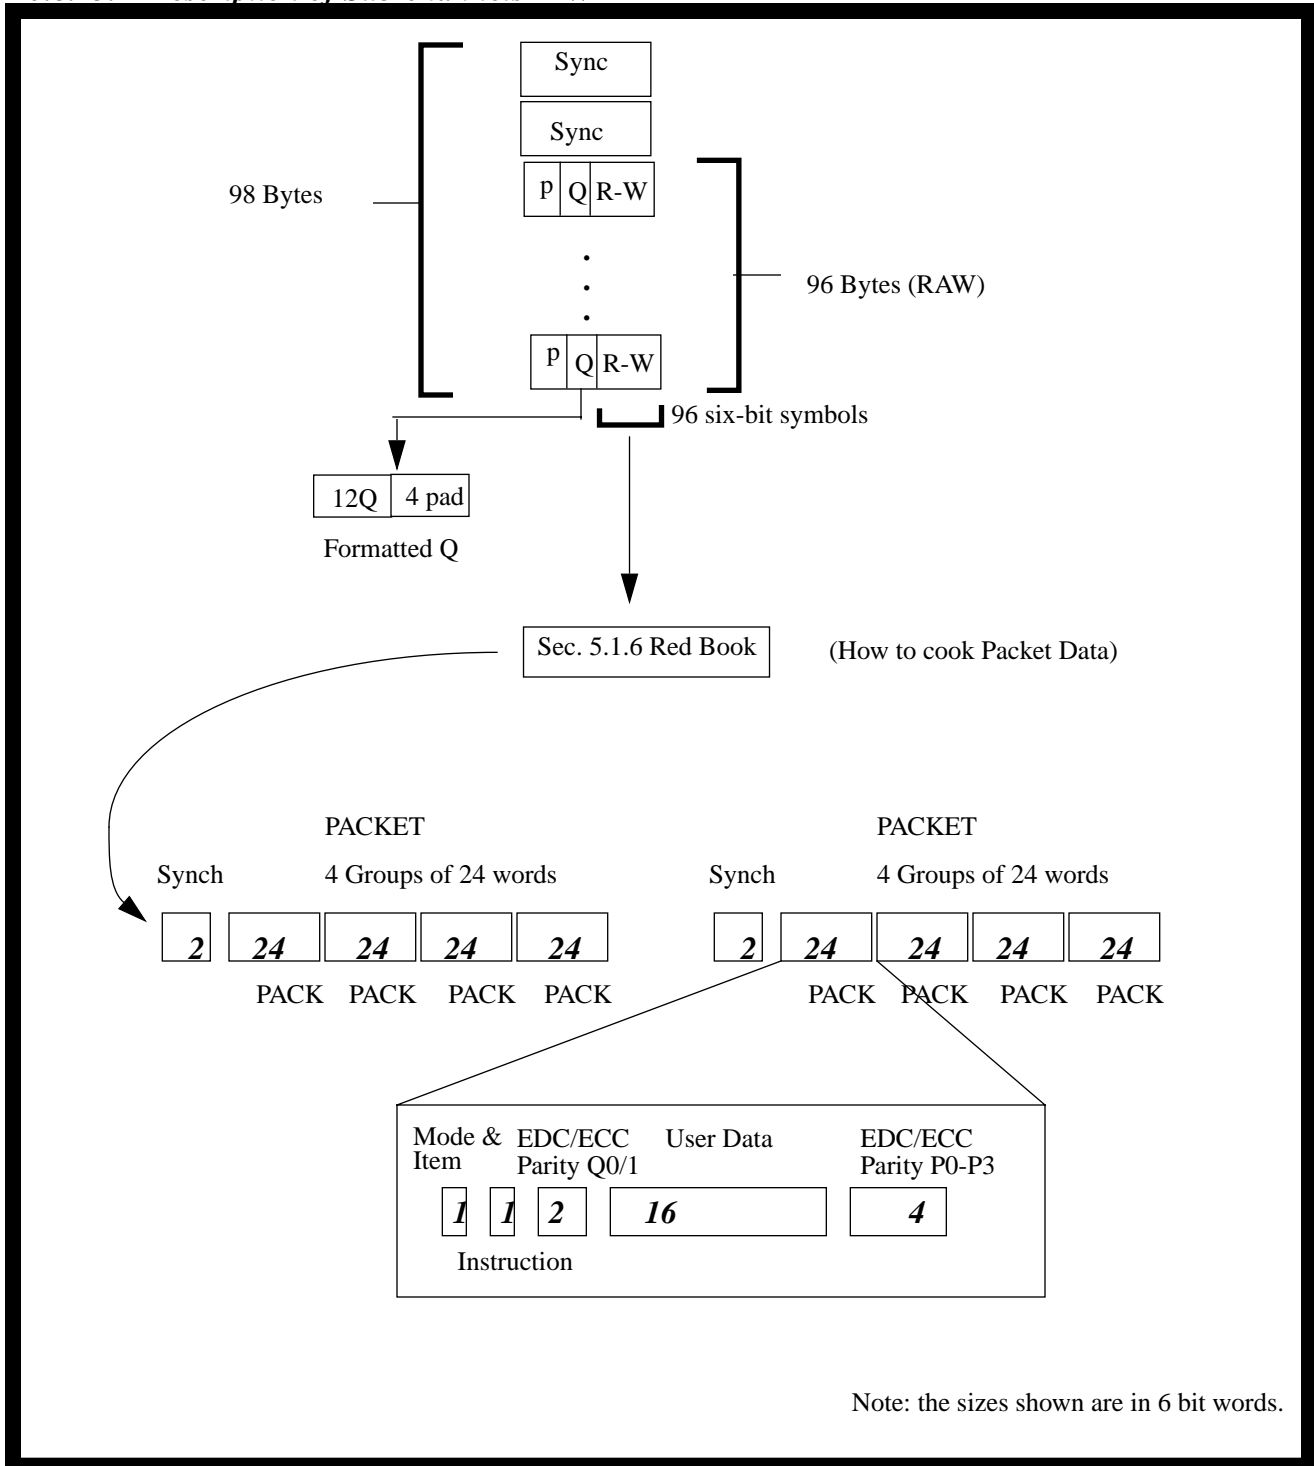 Sync
Sync
p Q R-W
98 Bytes
96 Bytes (RAW)
p Q R-W
96 six-bit symbols
12Q 4 pad
Formatted Q
Sec. 5.1.6 Red Book
(How to cook Packet Data)
PACKET PACKET
Synch 4 Groups of 24 words Synch 4 Groups of 24 words
2 24 24 24 24 2 24 24 24 24
PACK PACK PACK PACK PACK PACK PACK PACK
Mode & EDC/ECC User Data EDC/ECC
Item Parity Q0/1 Parity P0-P3
1 1 2 16 4
Instruction
Note: the sizes shown are in 6 bit words.